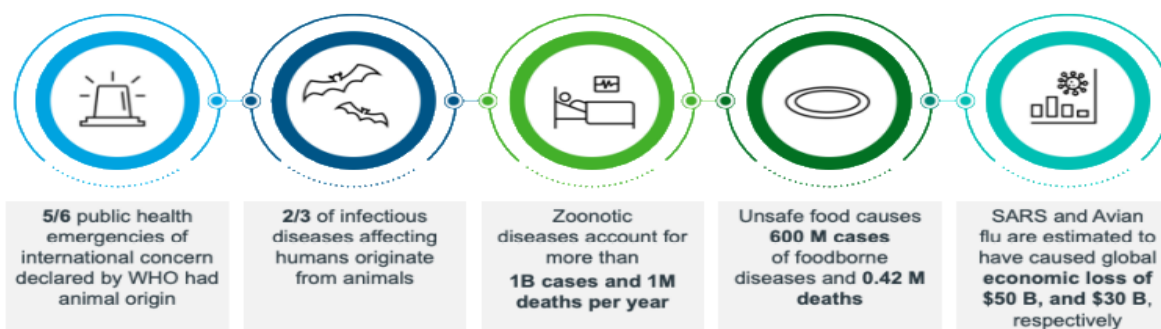 5/6 public health
emergencies of
international concern
declared by WHO had
animal origin
2/3 of infectious
diseases affecting
humans originate
from animals
Zoonotic
diseases account for
more than
1B cases and 1M
deaths per year
Unsafe food causes
600 M cases
of foodborne
diseases and 0.42 M
deaths
SARS and Avian
flu are estimated to
have caused global
economic loss of
$50 B, and $30 B,
respectively